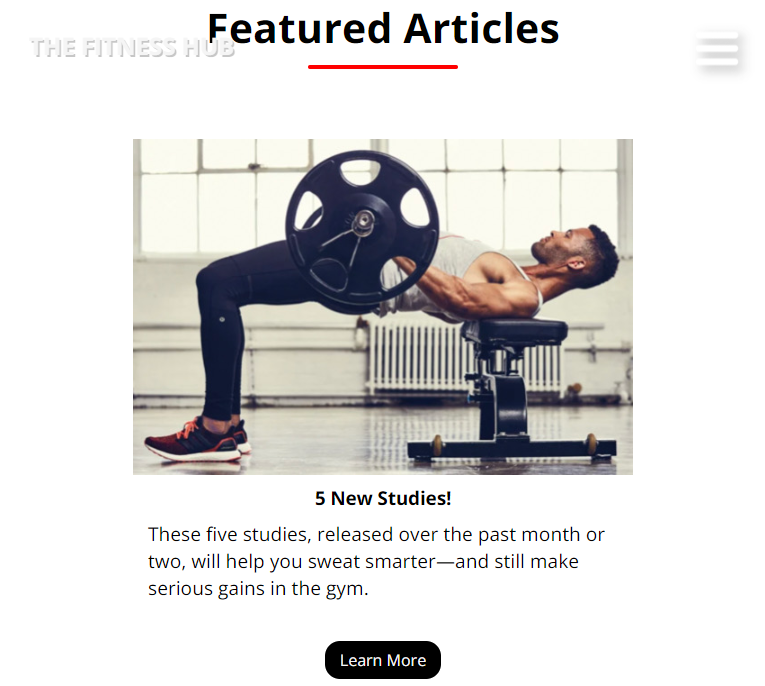 Featured Articles
THE FITNESS HUB
5 New Studies!
These five studies, released over the past month or
two, will help you sweat smarter—and still make
serious gains in the gym.
Learn More